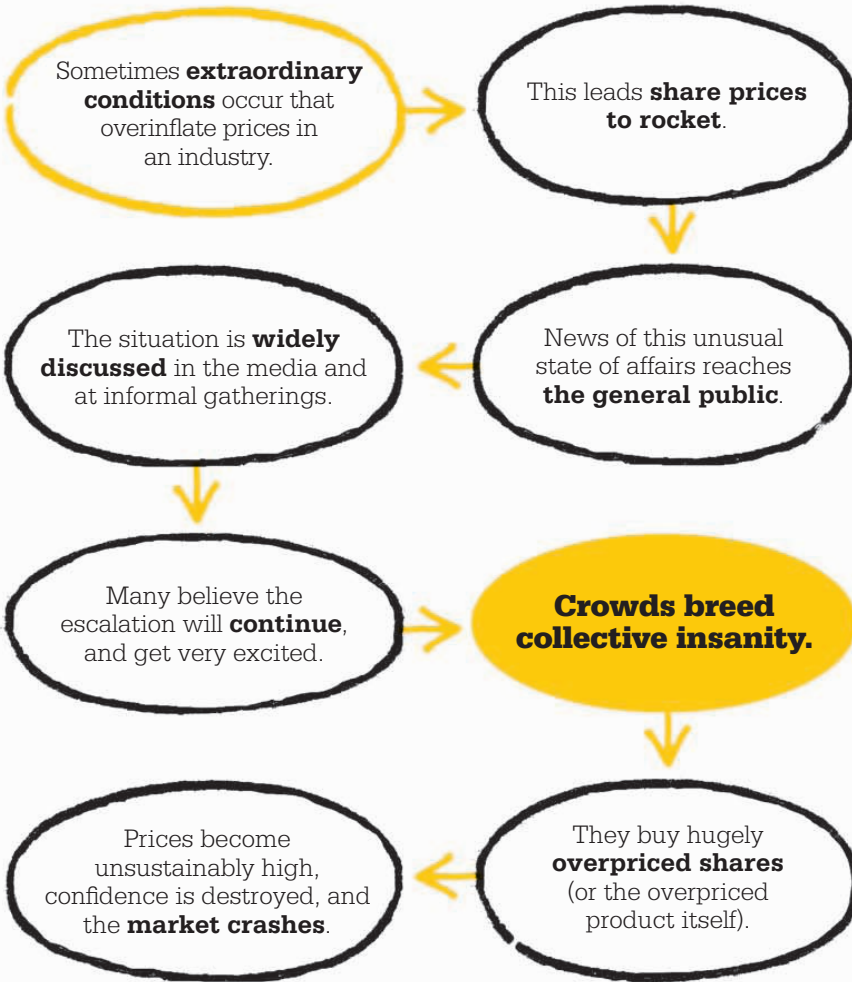 Sometimes extraordinary
conditions occur that
overinflate prices in
an industry.
This leads share prices
to rocket.
News of this unusual
state of affairs reaches
the general public.
The situation is widely
discussed in the media and
at informal gatherings.
Many believe the
escalation will continue,
and get very excited.
Crowds breed
collective insanity.
They buy hugely
overpriced shares
(or the overpriced
product itself).
Prices become
unsustainably high,
confidence is destroyed, and
the market crashes.